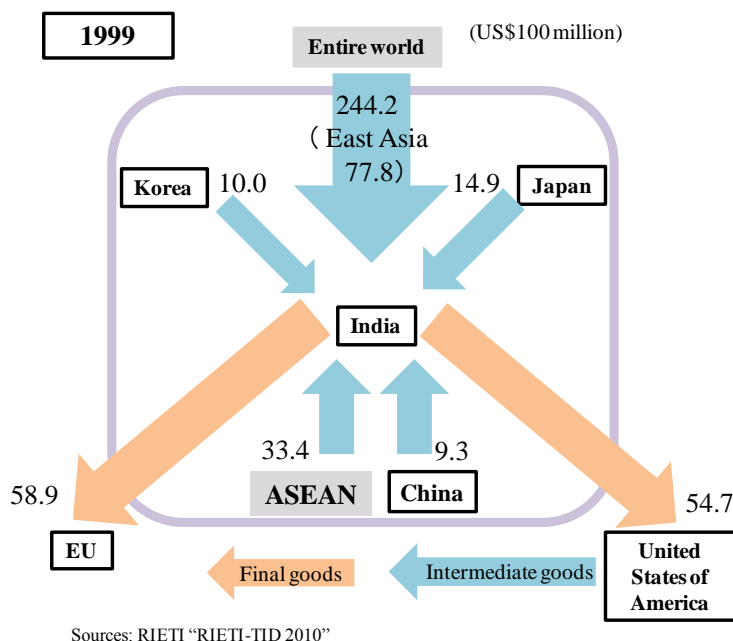 1999
Entire world
(US$100 million)
244.2
( East Asia
77.8)
Korea
10.0
14.9
Japan
India
33.4
9.3
ASEAN
China
58.9
54.7
EU
United
States of
America
Final goods
Intermediate goods
Sources: RIETI “RIETI-TID 2010”